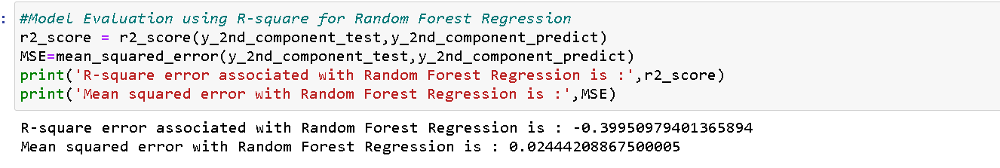 : #Model Evaluation using R-square for Random Forest Regression
r2_score = r2_score(y_2nd_component_test,y_2nd_component_predict)
MSE=mean_squared_error(y_2nd_component_test,y_2nd_component_predict)
print('R-square error associated with Random Forest Regression is :',r2_score)
print('Mean squared error with Random Forest Regression is :',MSE)
R-square error associated with Random Forest Regression is : -0.39950979401365894
Mean squared error with Random Forest Regression is : 0.02444208867500005